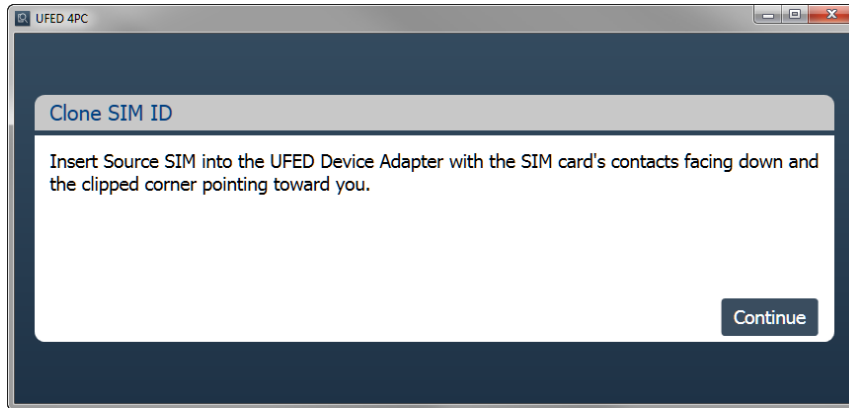 UFED 4PC
Clone SIM ID
Insert Source SIM into the UFED Device Adapter with the SIM card's contacts facing down and
the clipped corner pointing toward you.
Continue